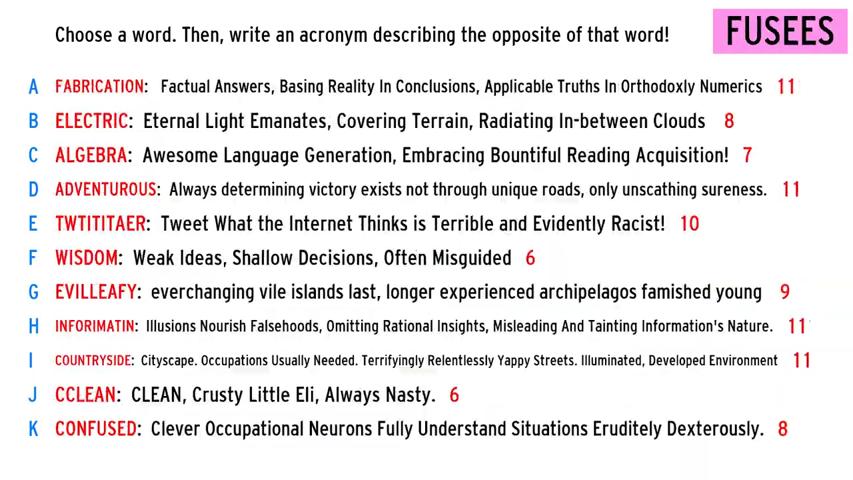 Choose a word. Then, write an acronym describing the opposite of that word!
FUSEES
A FABRICATION: Factual Answers, Basing Reality In Conclusions, Applicable Truths In Orthodoxly Numerics 11
B ELECTRIC: Eternal Light Emanates, Covering Terrain, Radiating In-between Clouds 8
C ALGEBRA: Awesome Language Generation, Embracing Bountiful Reading Acquisition! 7
D ADVENTUROUS: Always determining victory exists not through unique roads, only unscathing sureness. 11
E TWTITITAER: Tweet What the Internet Thinks is Terrible and Evidently Racist! 10
F WISDOM: Weak Ideas, Shallow Decisions, Often Misguided 6
G EVILLEAFY: everchanging vile islands last, longer experienced archipelagos famished young 9
H INFORIMATIN: Illusions Nourish Falsehoods, Omitting Rational Insights, Misleading And Tainting Information's Nature. 11
I COUNTRYSIDE: Cityscape. Occupations Usually Needed. Terrifyingly Relentlessly Yappy Streets. Illuminated, Developed Environment 11
J CCLEAN: CLEAN, Crusty Little Eli, Always Nasty. 6
K CONFUSED: Clever Occupational Neurons Fully Understand Situations Eruditely Dexterously. 8